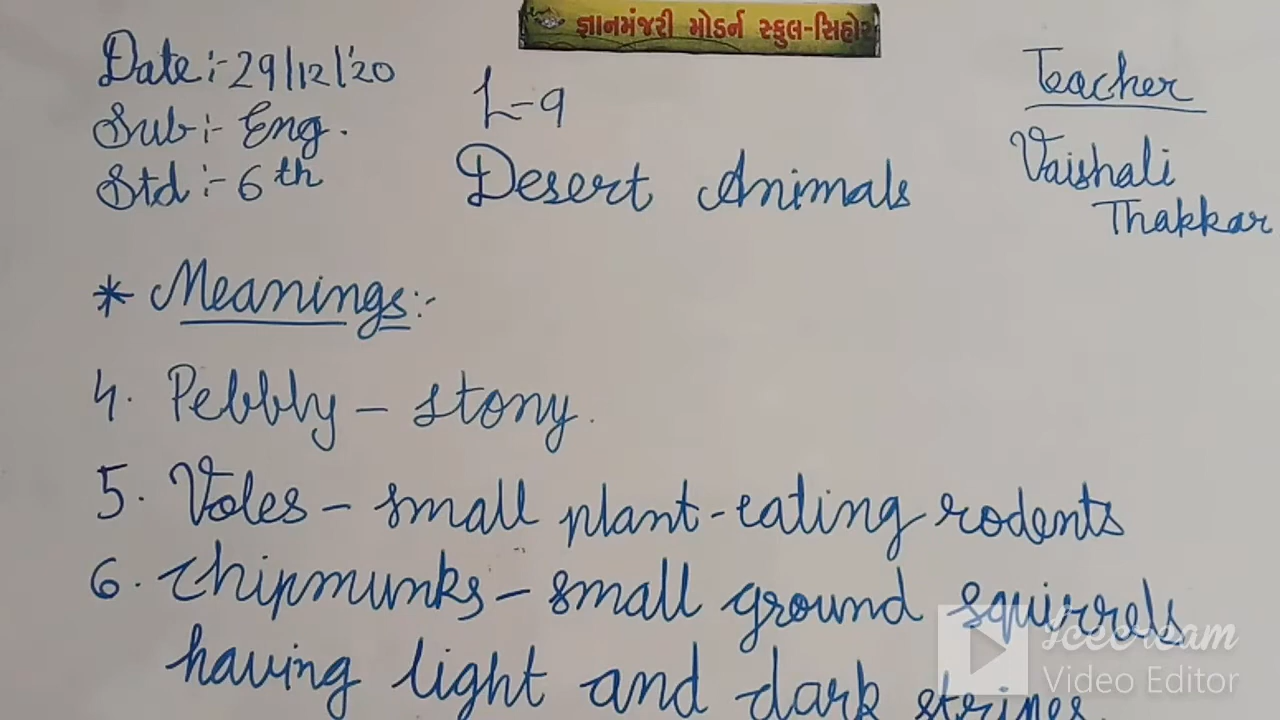 જ્ઞાનમંજરી મોડર્ન સ્કુલ-સિહોર
Date:-29/12/'20
Sub:- Eng.
Std:-6th
L-9
Desert Animals
Teacher
Vaishali
Thakkar
* Meanings:-
4. Pebbly - stony.
5. Voles - small plant-eating rodents
6. Chipmunks - small ground squirrels
having light and dark stripes.
Icecream
Video Editor